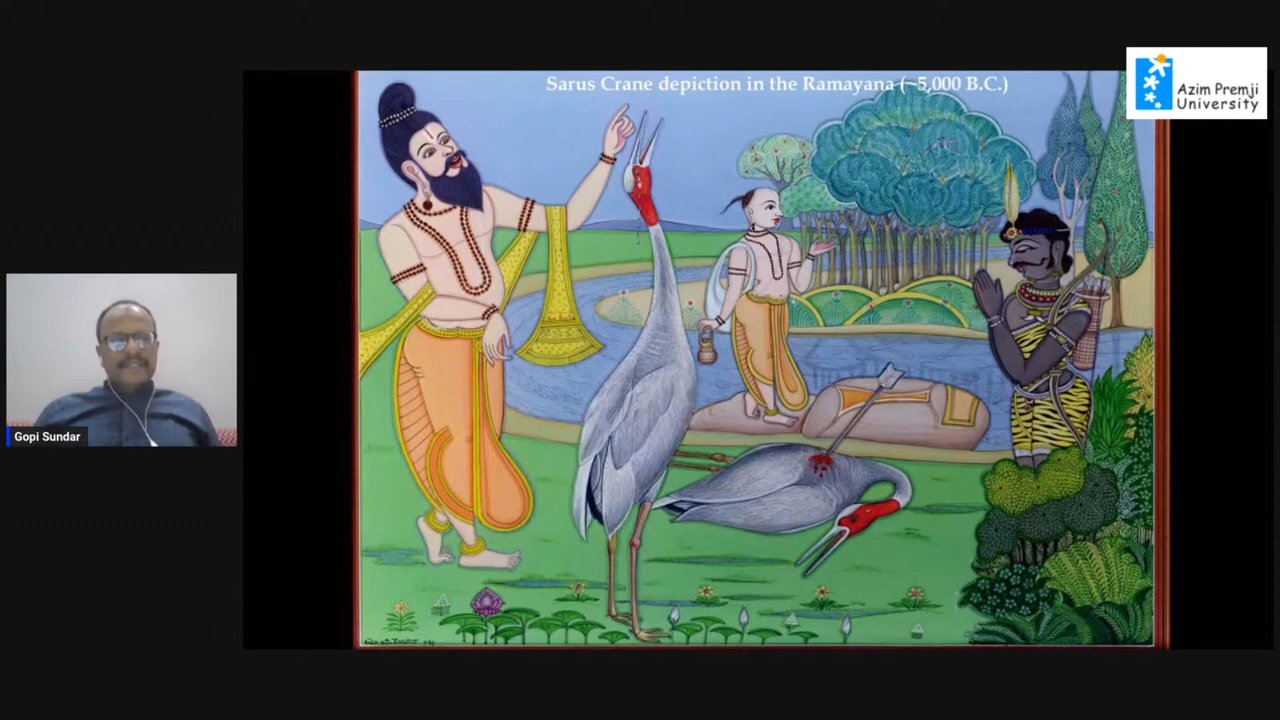 Sarus Crane depiction in the Ramayana (~5,000 B.C.)
Azim Premji
University
Gopi Sundar